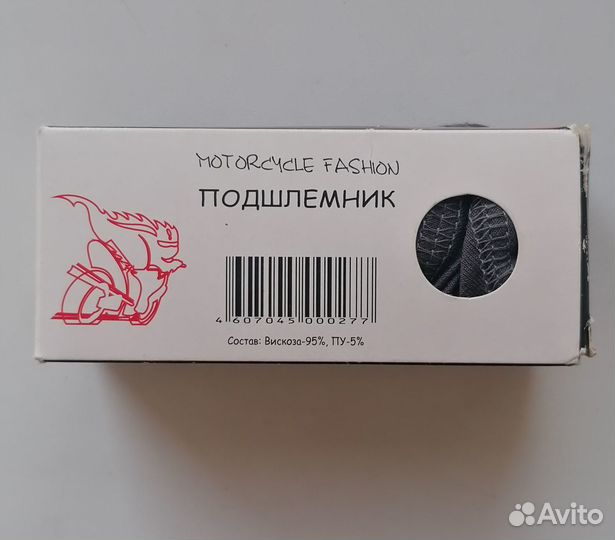 MOTORCYCLE FASHION
ПОДШЛЕМНИК
4 607045 000277
Состав: Вискоза-95%, ПУ-5%
Avito